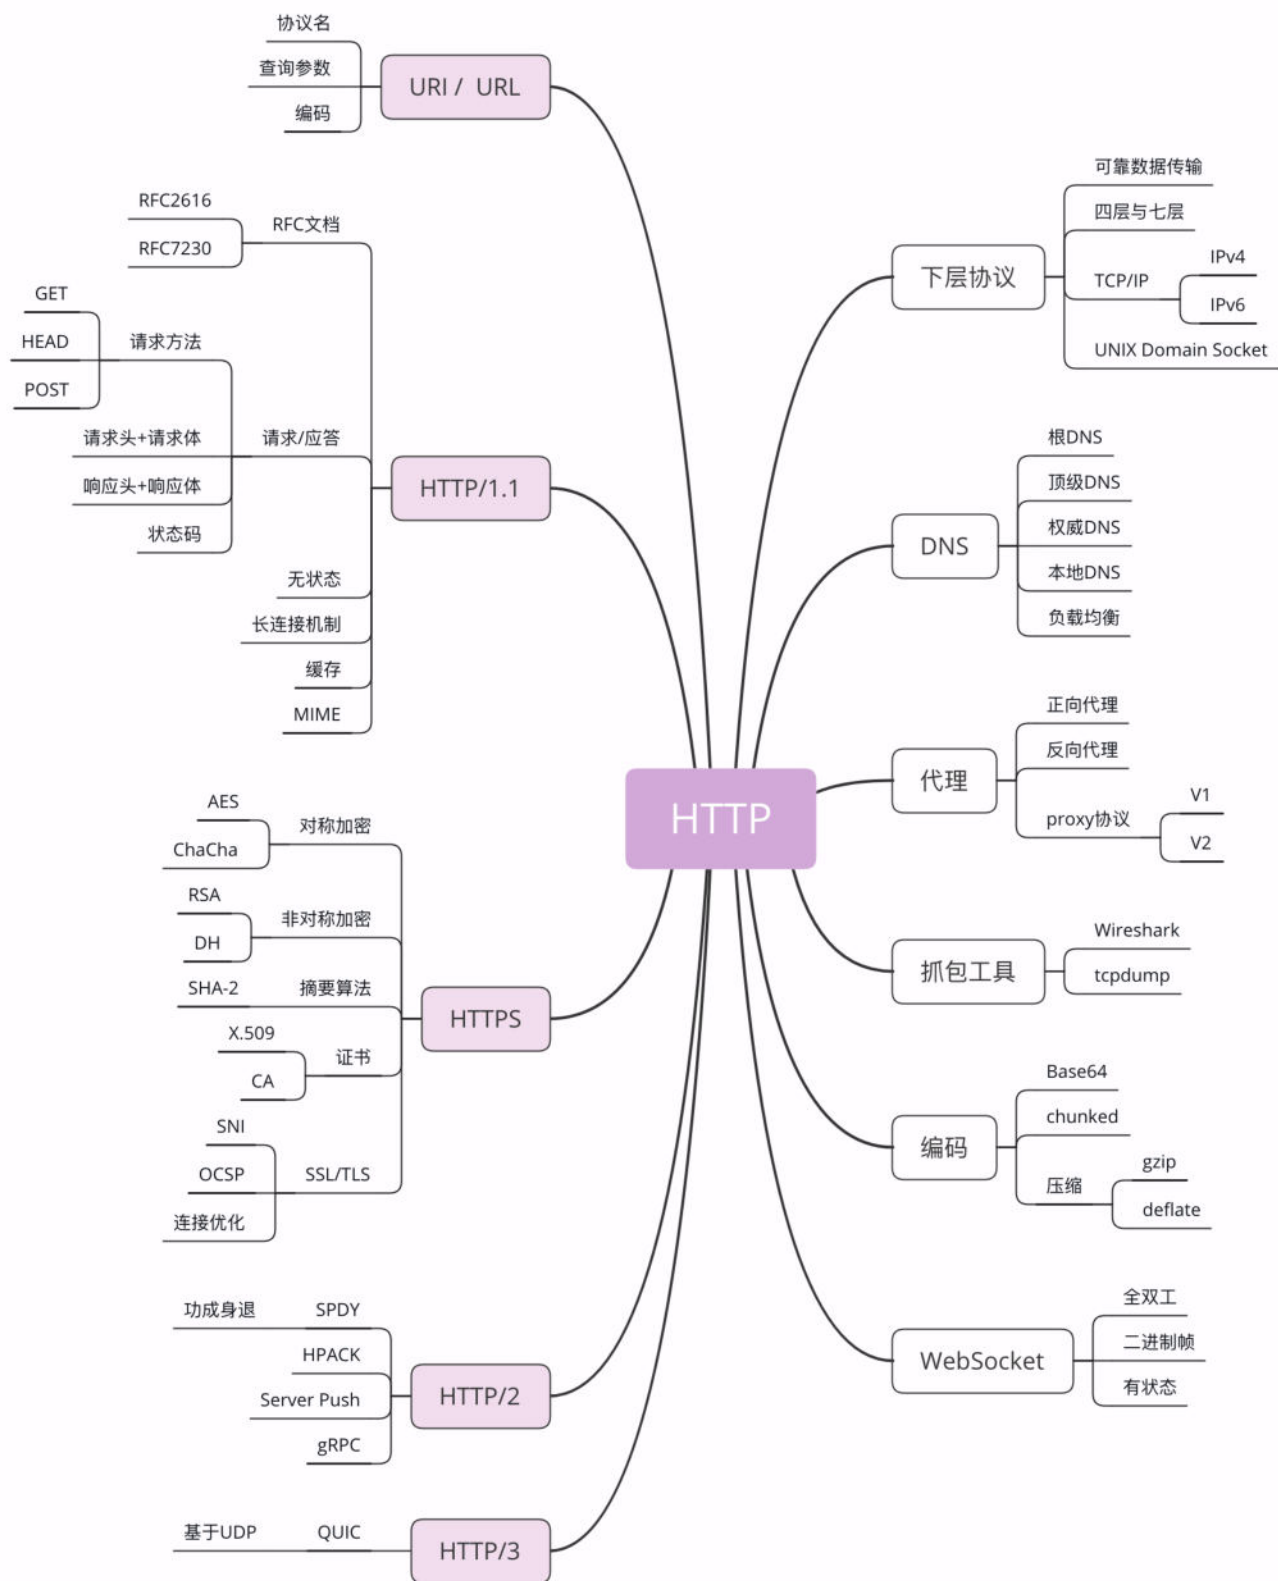 HTTP
URI / URL
协议名
查询参数
编码
HTTP/1.1
RFC文档
RFC2616
RFC7230
请求/应答
请求方法
GET
HEAD
POST
请求头+请求体
响应头+响应体
状态码
无状态
长连接机制
缓存
MIME
HTTPS
对称加密
AES
ChaCha
非对称加密
RSA
DH
摘要算法
SHA-2
证书
X.509
CA
SSL/TLS
SNI
OCSP
连接优化
HTTP/2
SPDY
功成身退
HPACK
Server Push
gRPC
HTTP/3
QUIC
基于UDP
下层协议
可靠数据传输
四层与七层
TCP/IP
IPv4
IPv6
UNIX Domain Socket
DNS
根DNS
顶级DNS
权威DNS
本地DNS
负载均衡
代理
正向代理
反向代理
proxy协议
V1
V2
抓包工具
Wireshark
tcpdump
编码
Base64
chunked
压缩
gzip
deflate
WebSocket
全双工
二进制帧
有状态